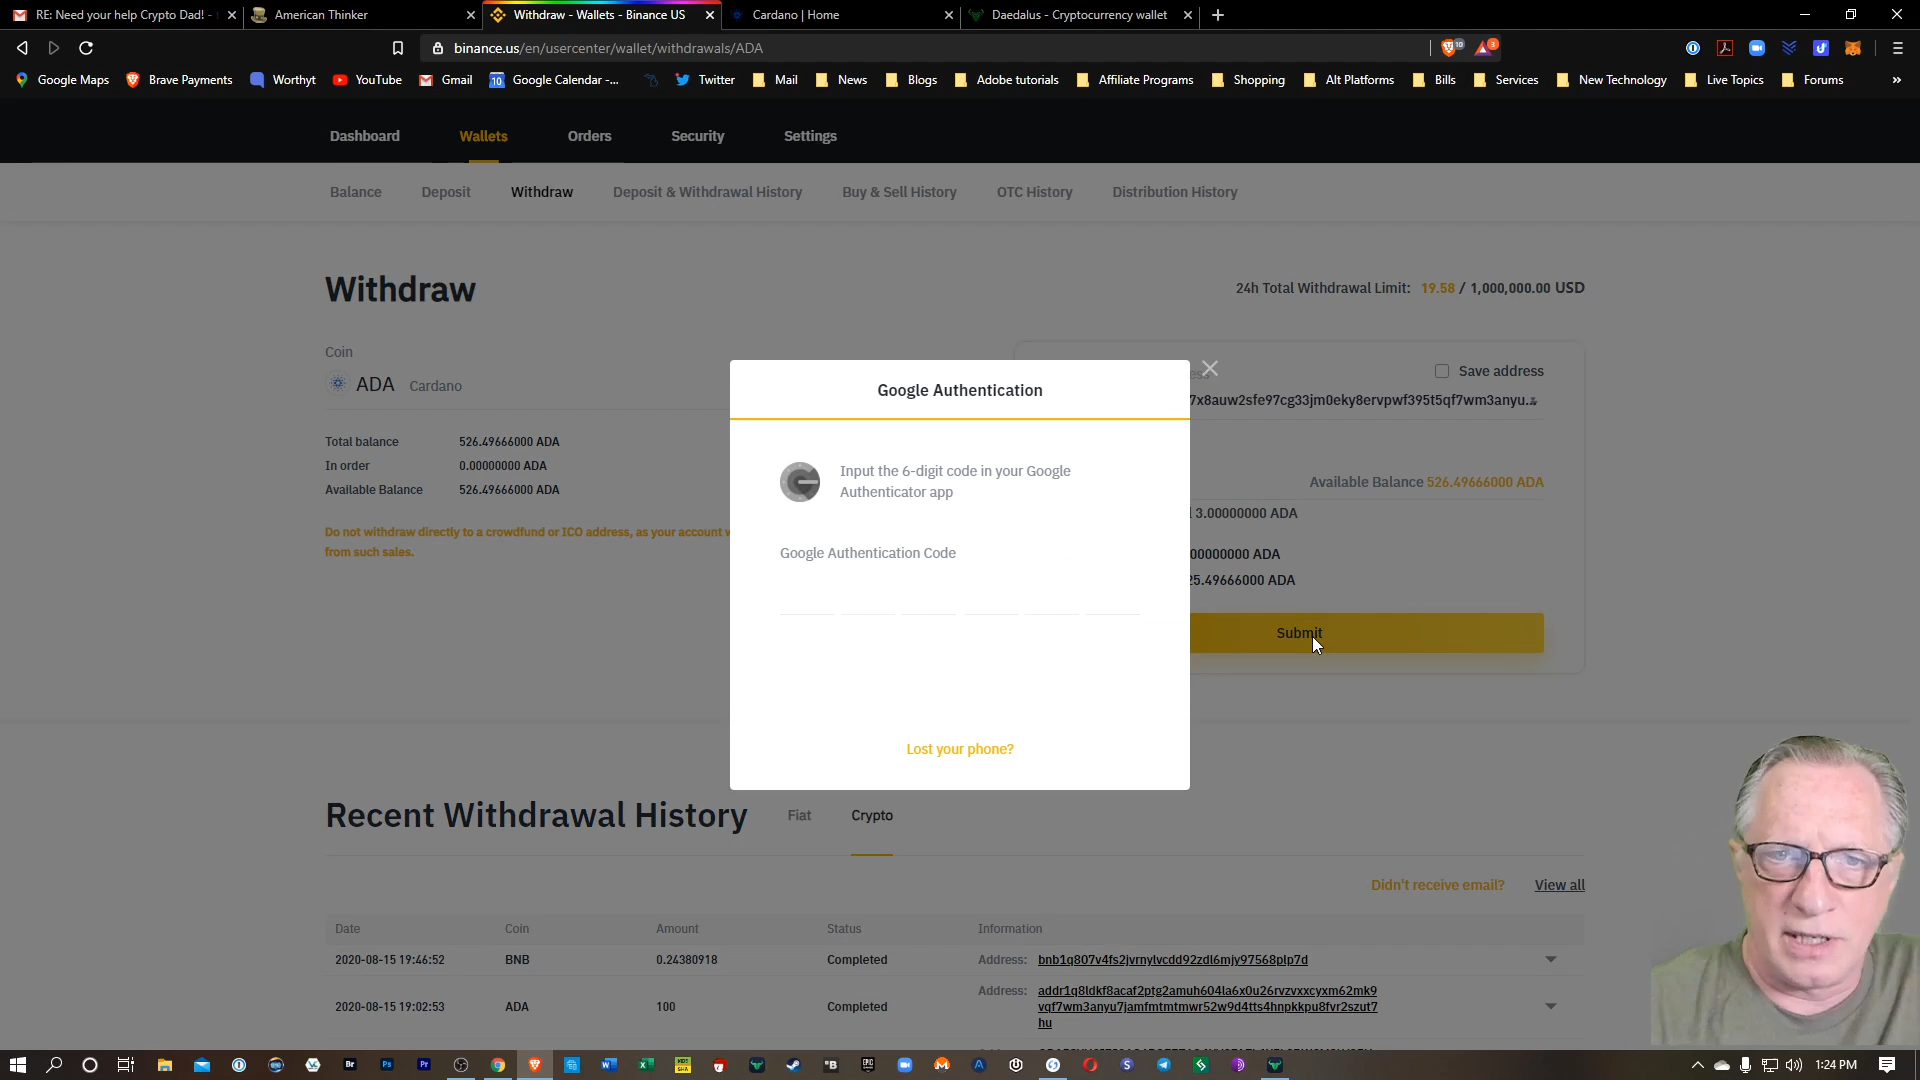 RE: Need your help Crypto Dad! -
American Thinker
Withdraw - Wallets - Binance US
Cardano | Home
Daedalus - Cryptocurrency wallet
binance.us/en/usercenter/wallet/withdrawals/ADA
10
3
Google Maps
Brave Payments
Worthy
YouTube
Gmail
Google Calendar -...
Twitter
Mail
News
Blogs
Adobe tutorials
Affiliate Programs
Shopping
Alt Platforms
Bills
Services
New Technology
Live Topics
Forums
»
Dashboard
Wallets
Orders
Security
Settings
Balance
Deposit
Withdraw
Deposit & Withdrawal History
Buy & Sell History
OTC History
Distribution History
Withdraw
24h Total Withdrawal Limit: 19.58 / 1,000,000.00 USD
Coin
ADA Cardano
Total balance 526.49666000 ADA
In order 0.00000000 ADA
Available Balance 526.49666000 ADA
Do not withdraw directly to a crowdfund or ICO address, as your account
from such sales.
Save address
7x8auw2sfe97cg33jm0eky8ervpwf395t5qf7wm3anyu...
Available Balance 526.49666000 ADA
3.00000000 ADA
00000000 ADA
25.49666000 ADA
Submit
Google Authentication
Input the 6-digit code in your Google
Authenticator app
Google Authentication Code
Lost your phone?
Recent Withdrawal History
Fiat
Crypto
Didn't receive email?
View all
Date Coin Amount Status Information
2020-08-15 19:46:52 BNB 0.24380918 Completed Address: bnb1q807v4fs2jvrnylvcdd92zdl6mjy97568plp7d
2020-08-15 19:02:53 ADA 100 Completed Address: addr1q8ldkf8acaf2ptg2amuh604la6x0u26rvzvxxcyxm62mk9
vqf7wm3anyu7jamfmtmtmwr52w9d4tts4hnpkkpu8fvr2szut7
hu
1:24 PM